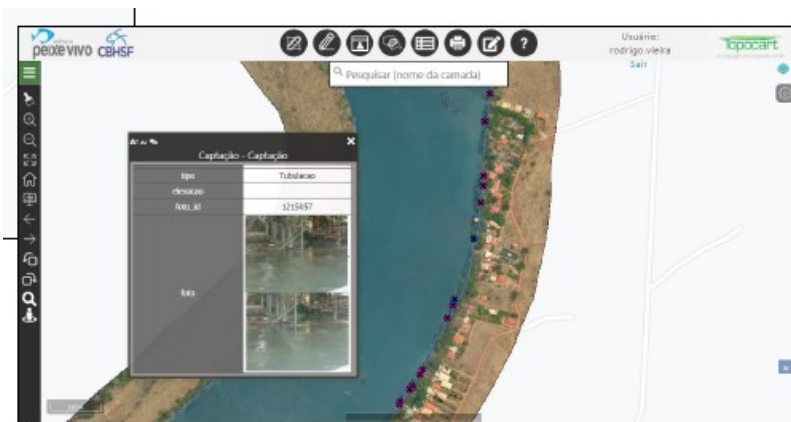 peixe vivo CBHSF
?
Usuário:
rodrigo.vieira
Sair
Topocart
Pesquisar (nome da camada)
Captação - Captação
tipo Tubulacao
elevacao
foto_id 1215657
foto